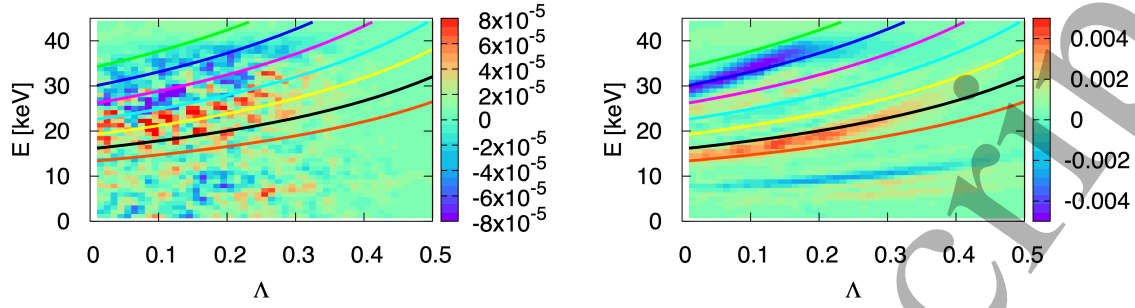 8x10^-5
6x10^-5
4x10^-5
2x10^-5
0
-2x10^-5
-4x10^-5
-6x10^-5
-8x10^-5
40
30
20
10
0
E [keV]
0 0.1 0.2 0.3 0.4 0.5
Λ
0.004
0.002
0
-0.002
-0.004
40
30
20
10
0
E [keV]
0 0.1 0.2 0.3 0.4 0.5
Λ
crip